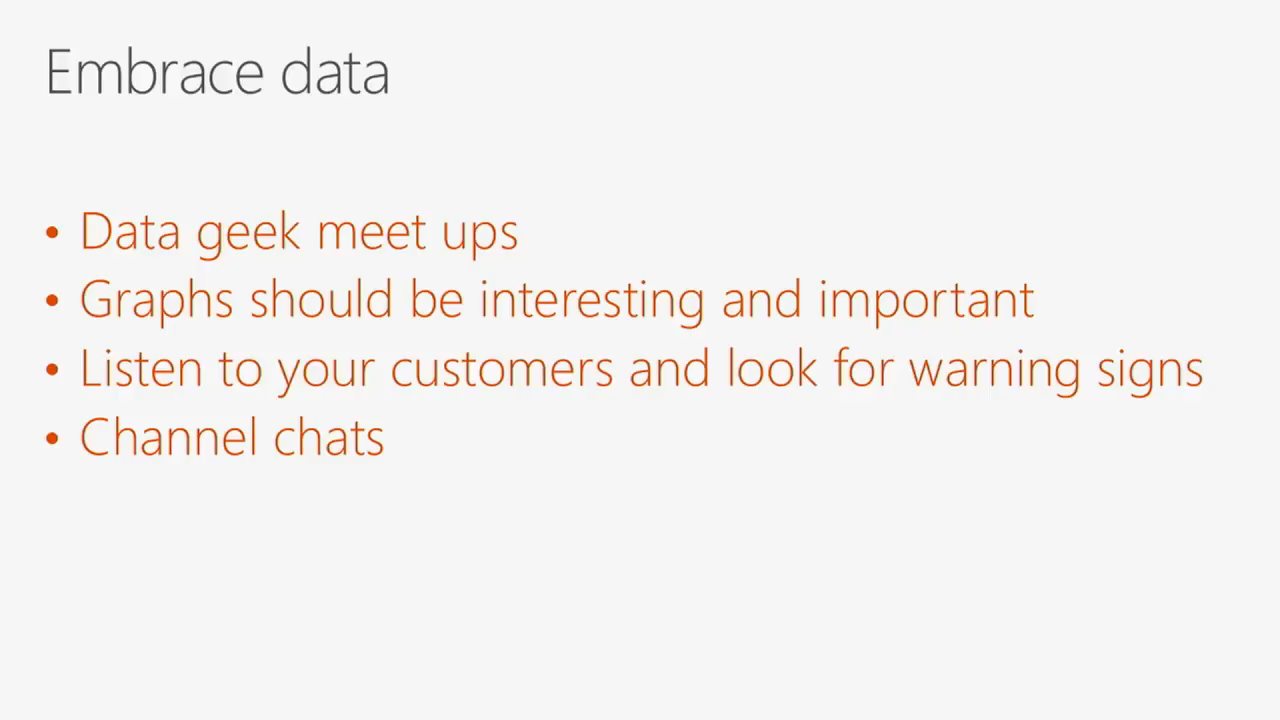 Embrace data
• Data geek meet ups
• Graphs should be interesting and important
• Listen to your customers and look for warning signs
• Channel chats